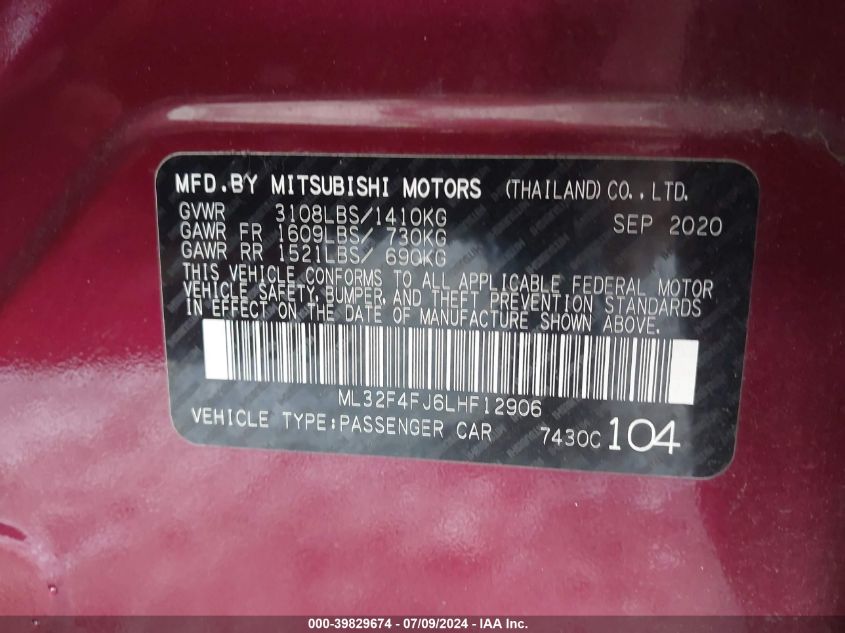 MFD.BY MITSUBISHI MOTORS (THAILAND) CO.,LTD.
GVWR 3108LBS/1410KG SEP 2020
GAWR FR 1609LBS/ 730KG
GAWR RR 1521LBS/ 690KG
THIS VEHICLE CONFORMS TO ALL APPLICABLE FEDERAL MOTOR
VEHICLE SAFETY, BUMPER, AND THEFT PREVENTION STANDARDS
IN EFFECT ON THE DATE OF MANUFACTURE SHOWN ABOVE.
ML32F4FJ6LHF12906
VEHICLE TYPE:PASSENGER CAR 7430C 104
000-39829674 / 07/09/2024 - IAA Inc.